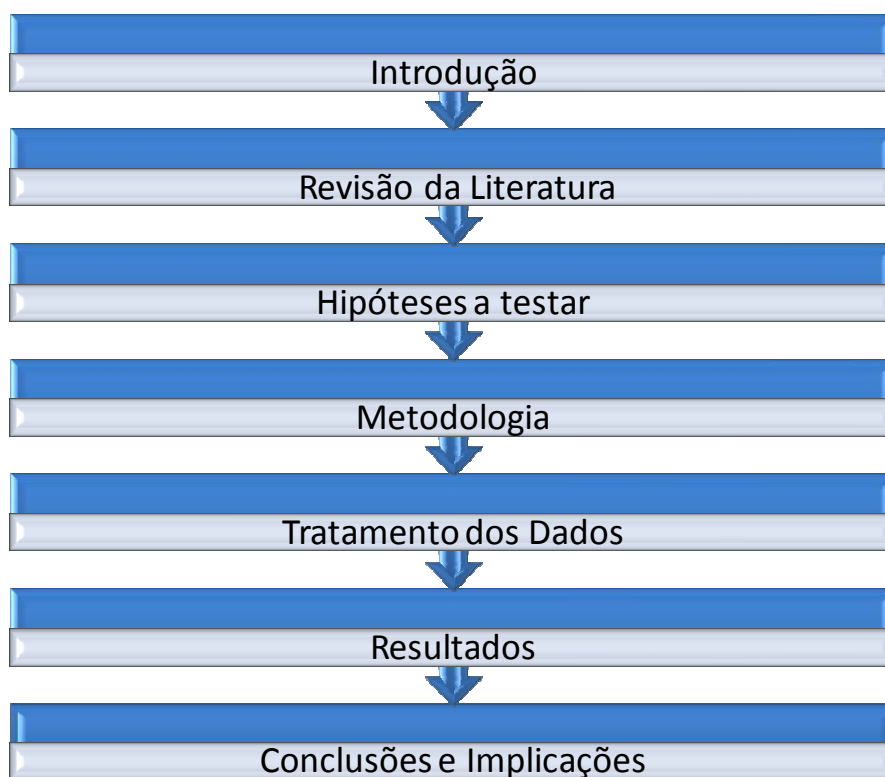 Introdução
Revisão da Literatura
Hipóteses a testar
Metodologia
Tratamento dos Dados
Resultados
Conclusões e Implicações